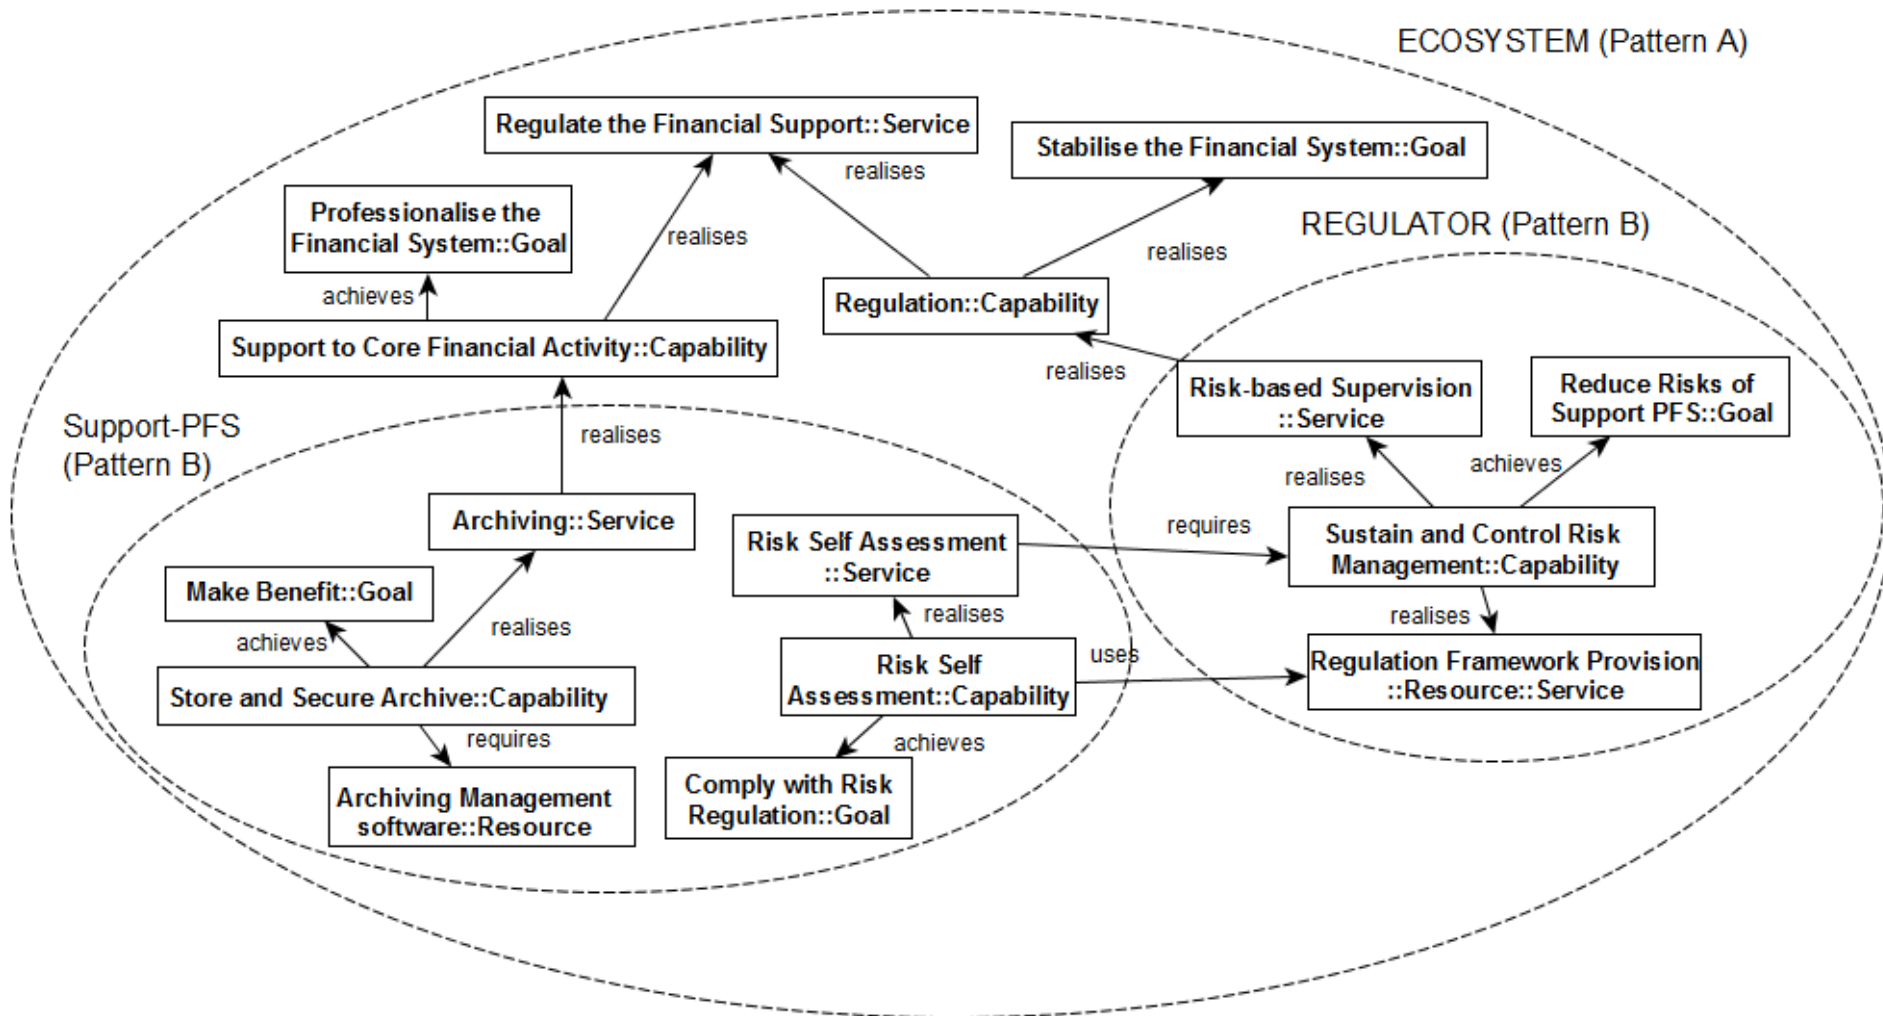 ECOSYSTEM (Pattern A)
Regulate the Financial Support::Service
Stabilise the Financial System::Goal
realises
Professionalise the
Financial System::Goal
realises
realises
REGULATOR (Pattern B)
achieves
Regulation::Capability
Support to Core Financial Activity::Capability
realises
Risk-based Supervision
::Service
Reduce Risks of
Support PFS::Goal
Support-PFS
(Pattern B)
realises
realises
achieves
Archiving::Service
Risk Self Assessment
::Service
requires
Sustain and Control Risk
Management::Capability
Make Benefit::Goal
achieves
realises
realises
realises
Store and Secure Archive::Capability
Risk Self
Assessment::Capability
uses
Regulation Framework Provision
::Resource::Service
requires
achieves
Archiving Management
software::Resource
Comply with Risk
Regulation::Goal